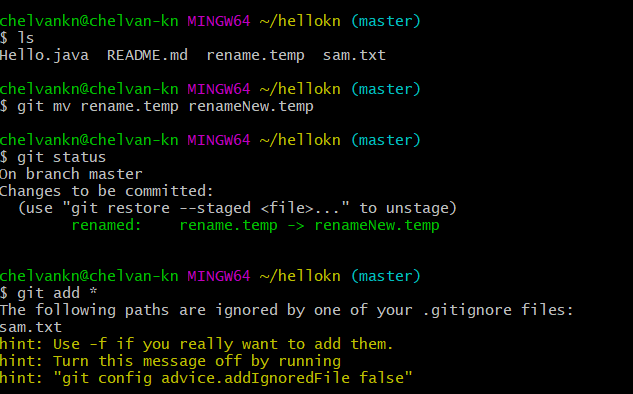 chelvankn@chelvan-kn MINGW64 ~/hellokn (master)
$ ls
Hello.java  README.md  rename.temp  sam.txt
chelvankn@chelvan-kn MINGW64 ~/hellokn (master)
$ git mv rename.temp renameNew.temp
chelvankn@chelvan-kn MINGW64 ~/hellokn (master)
$ git status
On branch master
Changes to be committed:
  (use "git restore --staged <file>..." to unstage)
        renamed:    rename.temp -> renameNew.temp
chelvankn@chelvan-kn MINGW64 ~/hellokn (master)
$ git add *
The following paths are ignored by one of your .gitignore files:
sam.txt
hint: Use -f if you really want to add them.
hint: Turn this message off by running
hint: "git config advice.addIgnoredFile false"